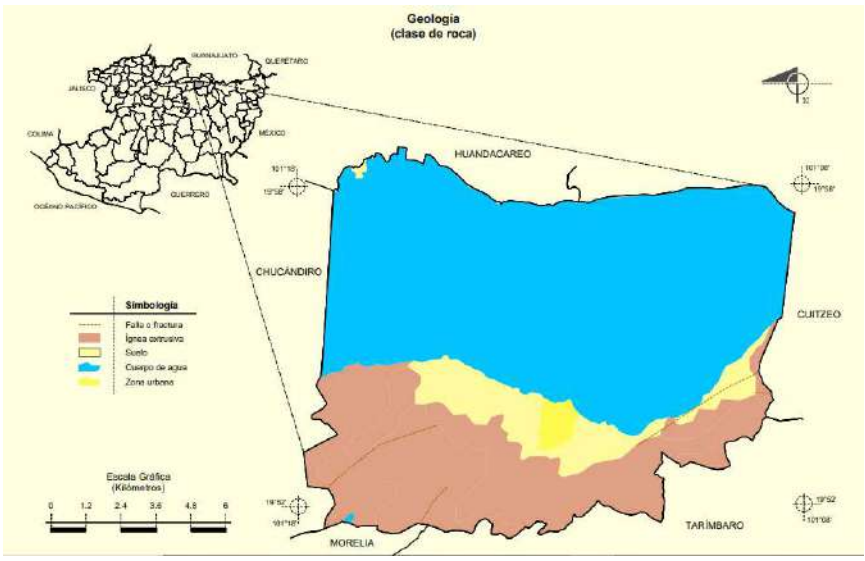 Geología
(clase de roca)
GUANAJUATO
QUERÉTARO
JALISCO
COLIMA
MÉXICO
GUERRERO
OCÉANO PACÍFICO
HUANDACAREO
101°18'
19°58'
101°08'
19°58'
CHUCÁNDIRO
CUITZEO
Simbología
Falla o fractura
Ígnea extrusiva
Suelo
Cuerpo de agua
Zona urbana
Escala Gráfica
(Kilómetros)
0 1.2 2.4 3.6 4.8 6
19°52'
101°18'
19°52'
101°08'
MORELIA
TARÍMBARO